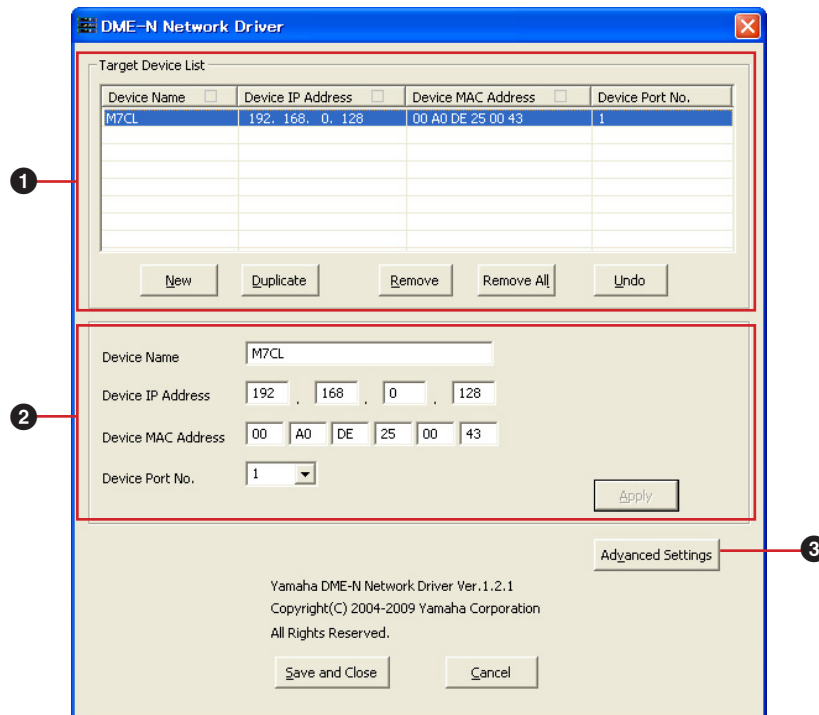 DME-N Network Driver
Target Device List
Device Name Device IP Address Device MAC Address Device Port No.
M7CL 192. 168. 0. 128 00 A0 DE 25 00 43 1
1
New Duplicate Remove Remove All Undo
Device Name M7CL
Device IP Address 192 . 168 . 0 . 128
2
Device MAC Address 00 A0 DE 25 00 43
Device Port No. 1
Apply
Advanced Settings 3
Yamaha DME-N Network Driver Ver.1.2.1
Copyright(C) 2004-2009 Yamaha Corporation
All Rights Reserved.
Save and Close Cancel